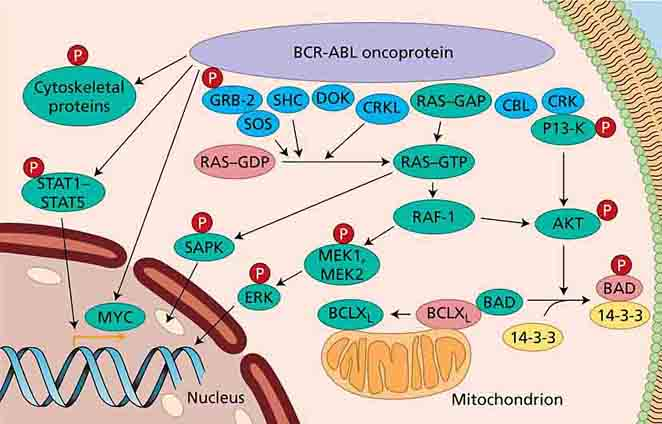 BCR-ABL oncoprotein
P
Cytoskeletal
proteins
P
GRB-2
SHC
DOK
CRKL
RAS–GAP
CBL
CRK
SOS
P13-K
P
RAS–GDP
RAS–GTP
P
STAT1–
STAT5
RAF-1
AKT
P
P
SAPK
P
MEK1,
MEK2
P
ERK
P
BAD
14-3-3
MYC
BCLXL
BCLXL
BAD
14-3-3
Nucleus
Mitochondrion